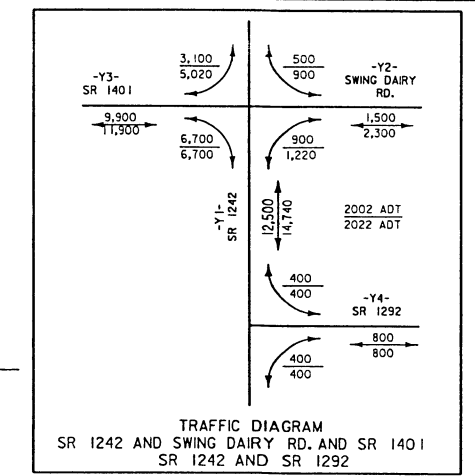 3,100
5,020
500
900
-Y3-
SR 1401
-Y2-
SWING DAIRY
RD.
9,900
11,900
6,700
6,700
900
1,220
1,500
2,300
-Y1-
SR 1242
12,500
14,740
2002 ADT
2022 ADT
400
400
-Y4-
SR 1292
400
400
800
800
TRAFFIC DIAGRAM
SR 1242 AND SWING DAIRY RD. AND SR 1401
SR 1242 AND SR 1292